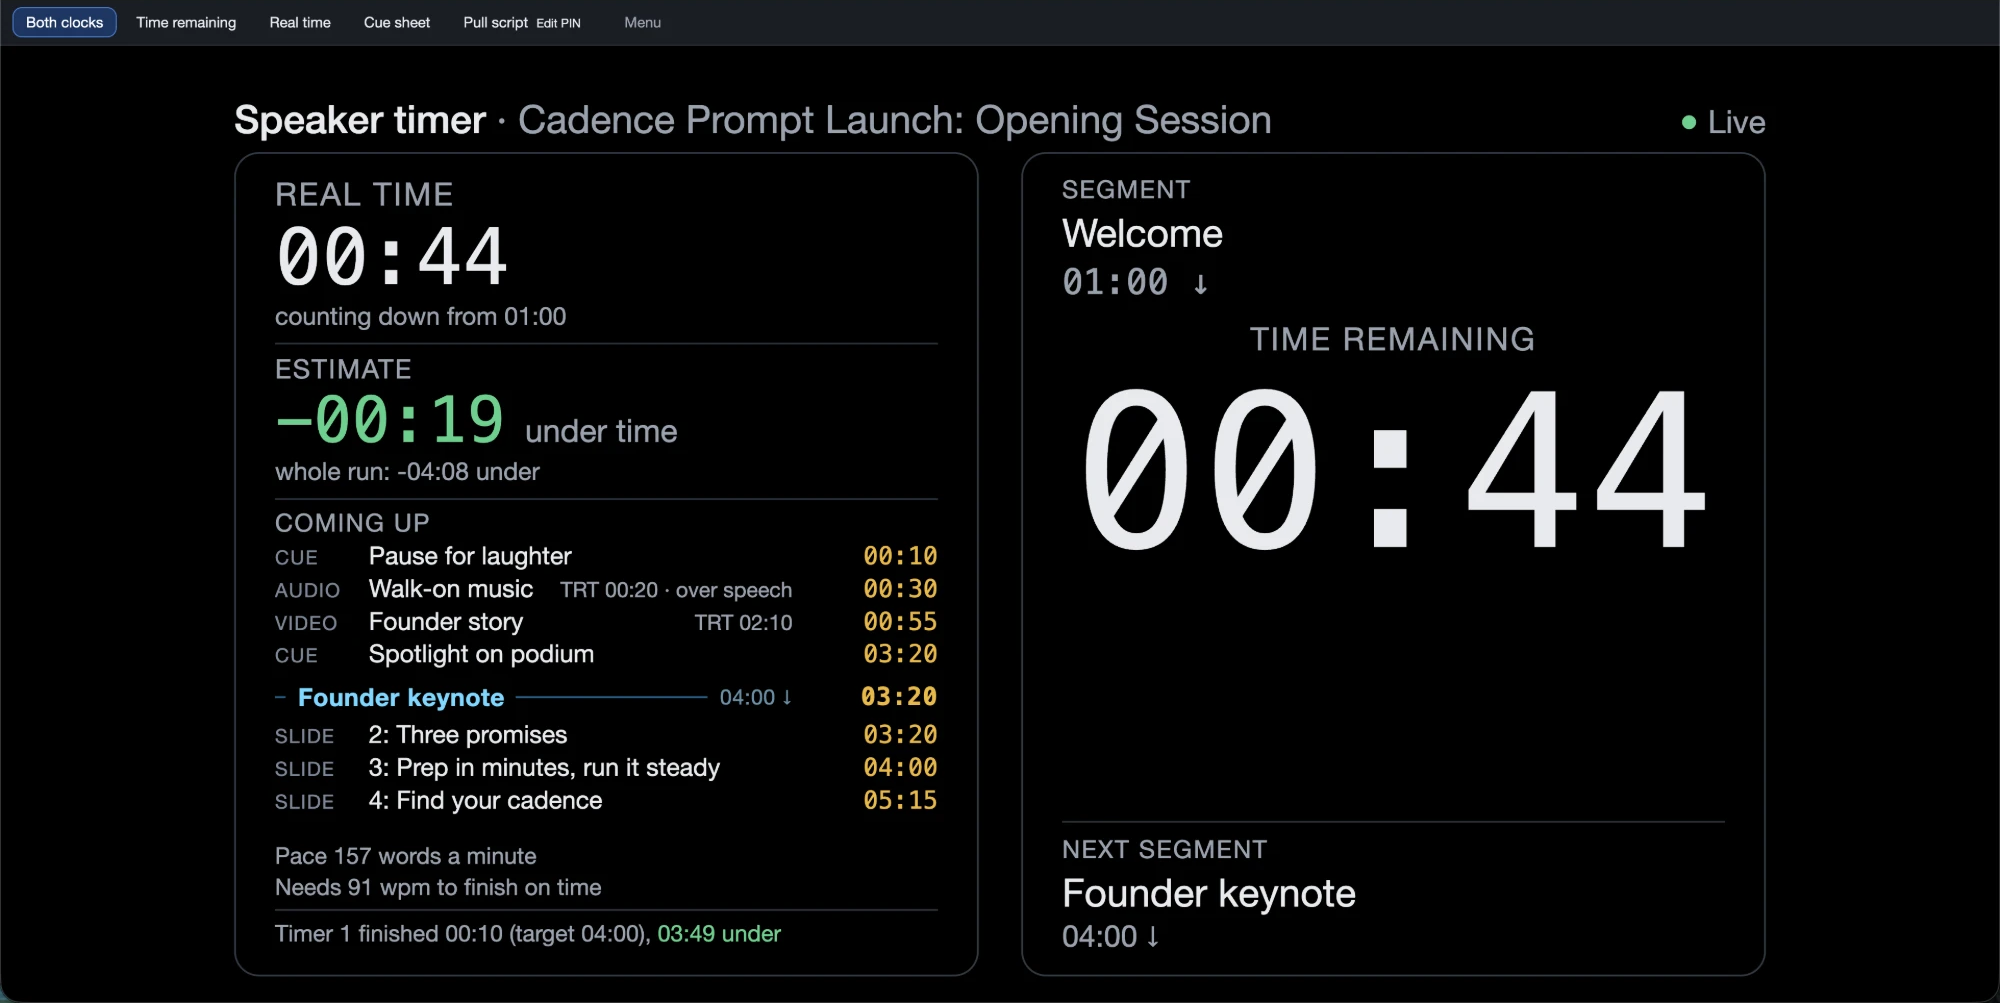 Both clocks Time remaining Real time Cue sheet Pull script Edit PIN Menu
Speaker timer · Cadence Prompt Launch: Opening Session
Live
REAL TIME
00:44
counting down from 01:00
ESTIMATE
–00:19 under time
whole run: -04:08 under
COMING UP
CUE Pause for laughter 00:10
AUDIO Walk-on music TRT 00:20 · over speech 00:30
VIDEO Founder story TRT 02:10 00:55
CUE Spotlight on podium 03:20
Founder keynote 04:00 ↓ 03:20
SLIDE 2: Three promises 03:20
SLIDE 3: Prep in minutes, run it steady 04:00
SLIDE 4: Find your cadence 05:15
Pace 157 words a minute
Needs 91 wpm to finish on time
Timer 1 finished 00:10 (target 04:00), 03:49 under
SEGMENT
Welcome
01:00 ↓
TIME REMAINING
00:44
NEXT SEGMENT
Founder keynote
04:00 ↓